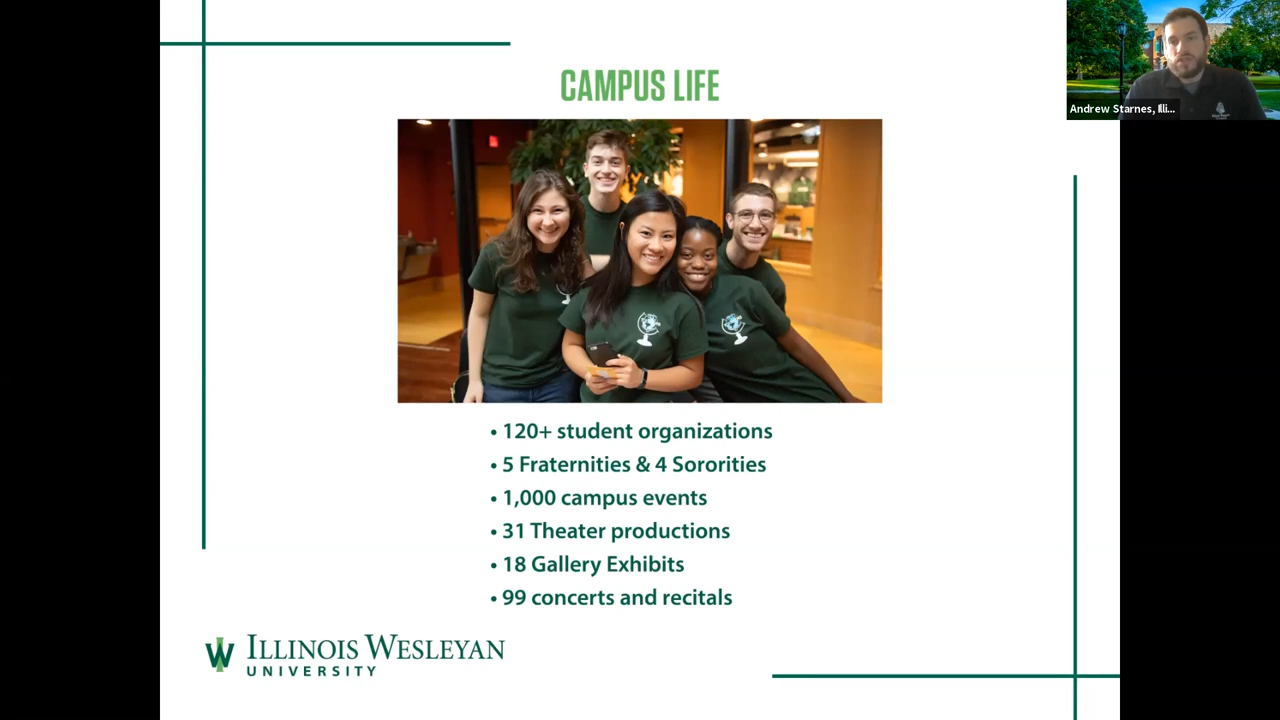 CAMPUS LIFE
Andrew Starnes, Illi...
• 120+ student organizations
• 5 Fraternities & 4 Sororities
• 1,000 campus events
• 31 Theater productions
• 18 Gallery Exhibits
• 99 concerts and recitals
W
ILLINOIS WESLEYAN
UNIVERSITY